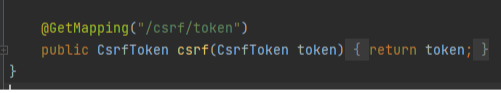 @GetMapping("/csrf/token")
public CsrfToken csrf(CsrfToken token) { return token; }
}